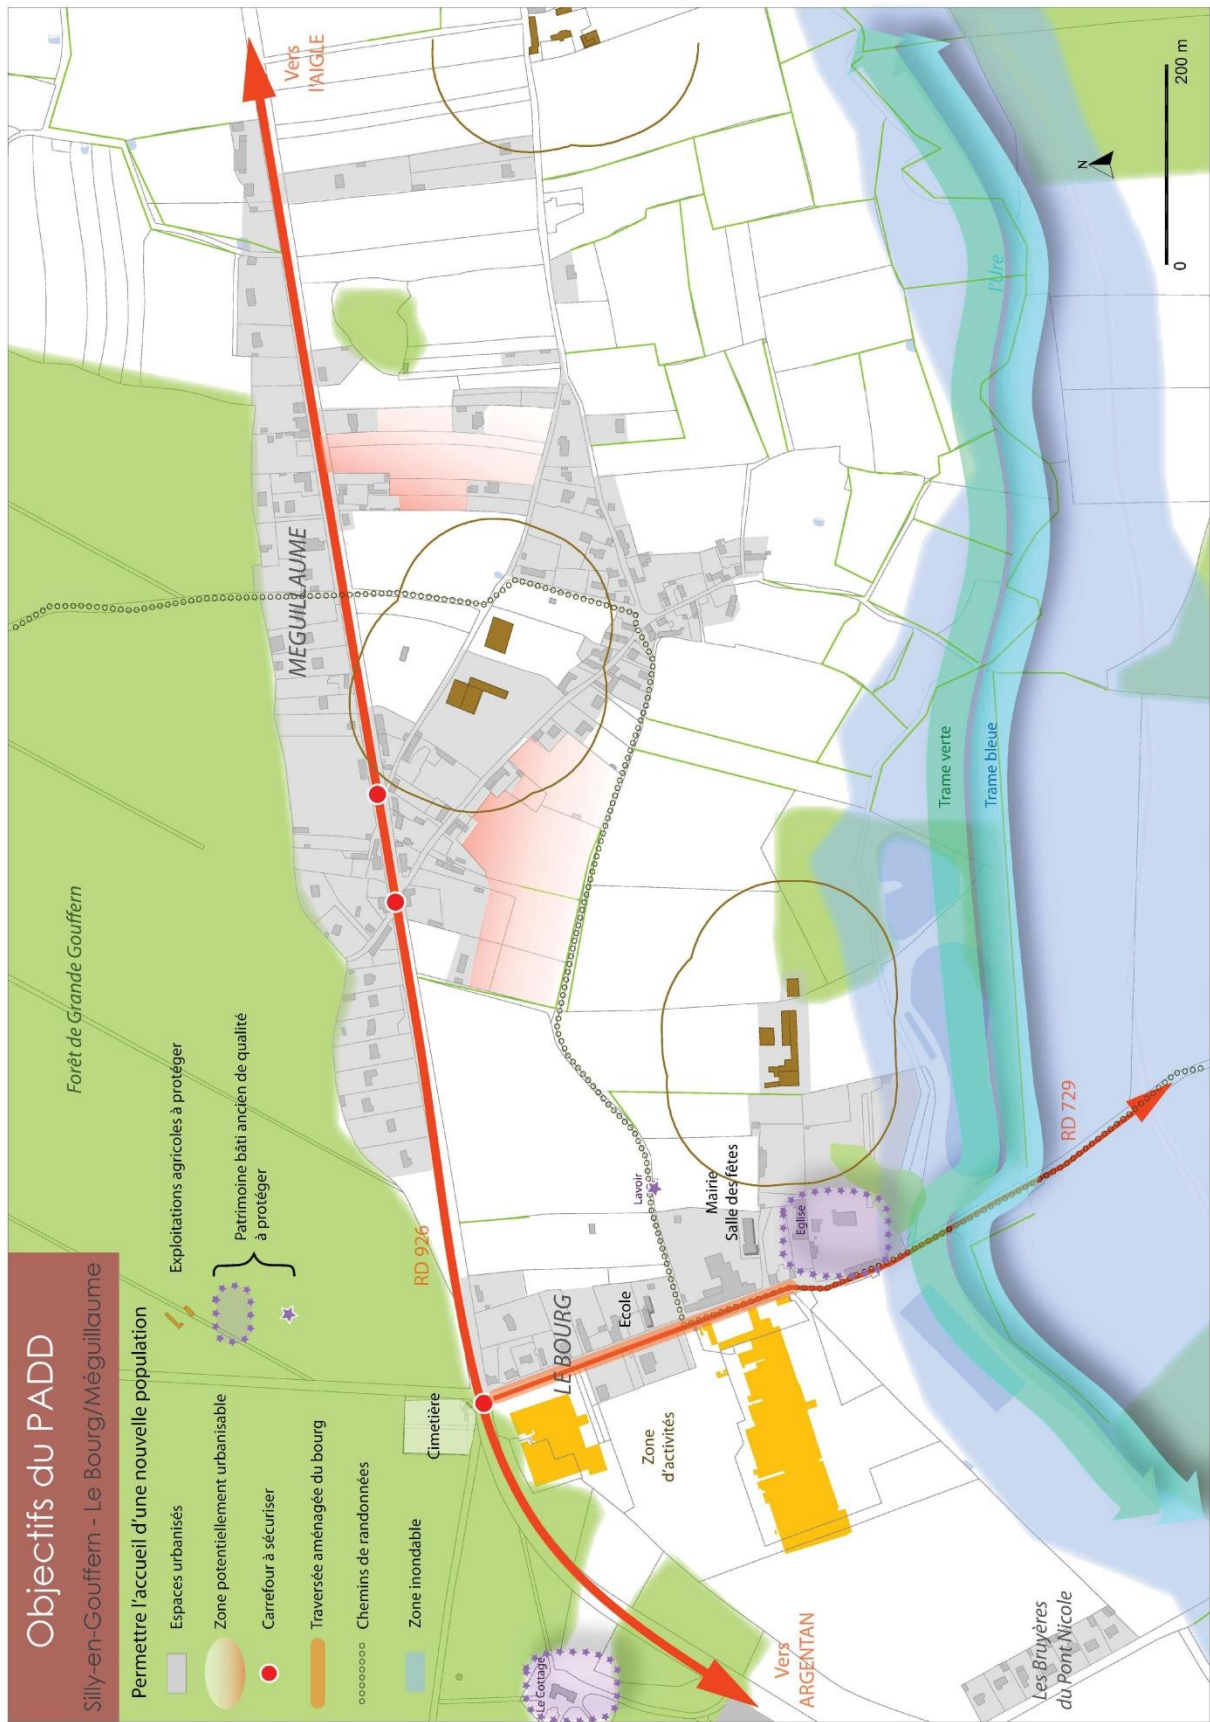 Objectifs du PADD
Silly-en-Gouffern - Le Bourg/Méguillaume
Permettre l'accueil d'une nouvelle population
Espaces urbanisés
Zone potentiellement urbanisable
Carrefour à sécuriser
Traversée aménagée du bourg
Chemins de randonnées
Zone inondable
Exploitations agricoles à protéger
Patrimoine bâti ancien de qualité
à protéger
Forêt de Grande Gouffern
MEGUILLAUME
Vers
l'AIGLE
RD 926
Cimetière
LE BOURG
Ecole
Lavoir
Mairie
Salle des fêtes
Eglise
Zone
d'activités
Le Cottage
Vers
ARGENTAN
Les Bruyères
du Pont Nicole
RD 729
Trame verte
Trame bleue
l'Ure
N
0
200 m